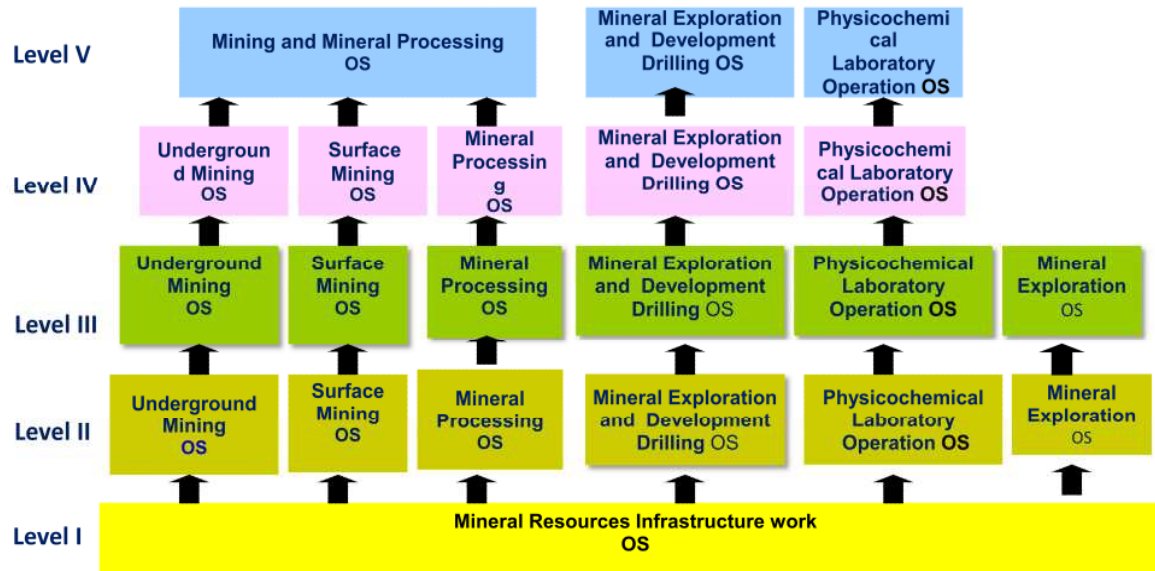 Level V
Mining and Mineral Processing
OS
Mineral Exploration
and Development
Drilling OS
Physicochemi
cal
Laboratory
Operation OS
Level IV
Undergroun
d Mining
OS
Surface
Mining
OS
Mineral
Processin
g
OS
Mineral Exploration
and Development
Drilling OS
Physicochemi
cal Laboratory
Operation OS
Level III
Underground
Mining
OS
Surface
Mining
OS
Mineral
Processing
OS
Mineral Exploration
and Development
Drilling OS
Physicochemical
Laboratory
Operation OS
Mineral
Exploration
OS
Level II
Underground
Mining
OS
Surface
Mining
OS
Mineral
Processing
OS
Mineral Exploration
and Development
Drilling OS
Physicochemical
Laboratory
Operation OS
Mineral
Exploration
OS
Level I
Mineral Resources Infrastructure work
OS